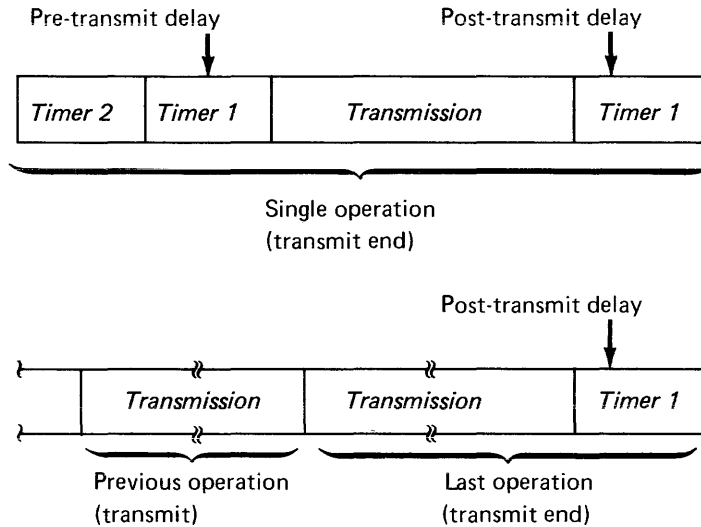 Pre-transmit delay Post-transmit delay
Timer 2 Timer 1 Transmission Timer 1
Single operation
(transmit end)
Post-transmit delay
Transmission Transmission Timer 1
Previous operation Last operation
(transmit) (transmit end)